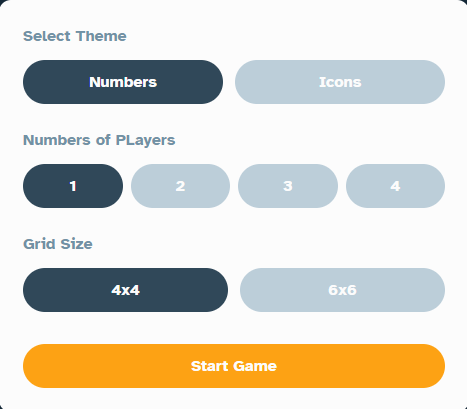 Select Theme
Numbers Icons
Numbers of PLayers
1 2 3 4
Grid Size
4x4 6x6
Start Game